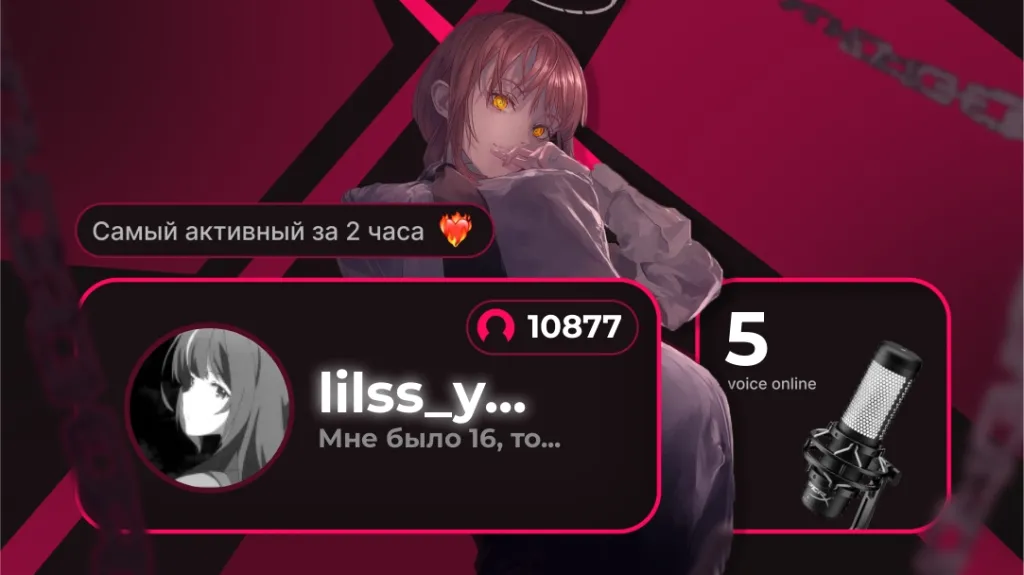 Самый активный за 2 часа ❤️‍🔥
10877
lilss_y...
Мне было 16, то...
5
voice online